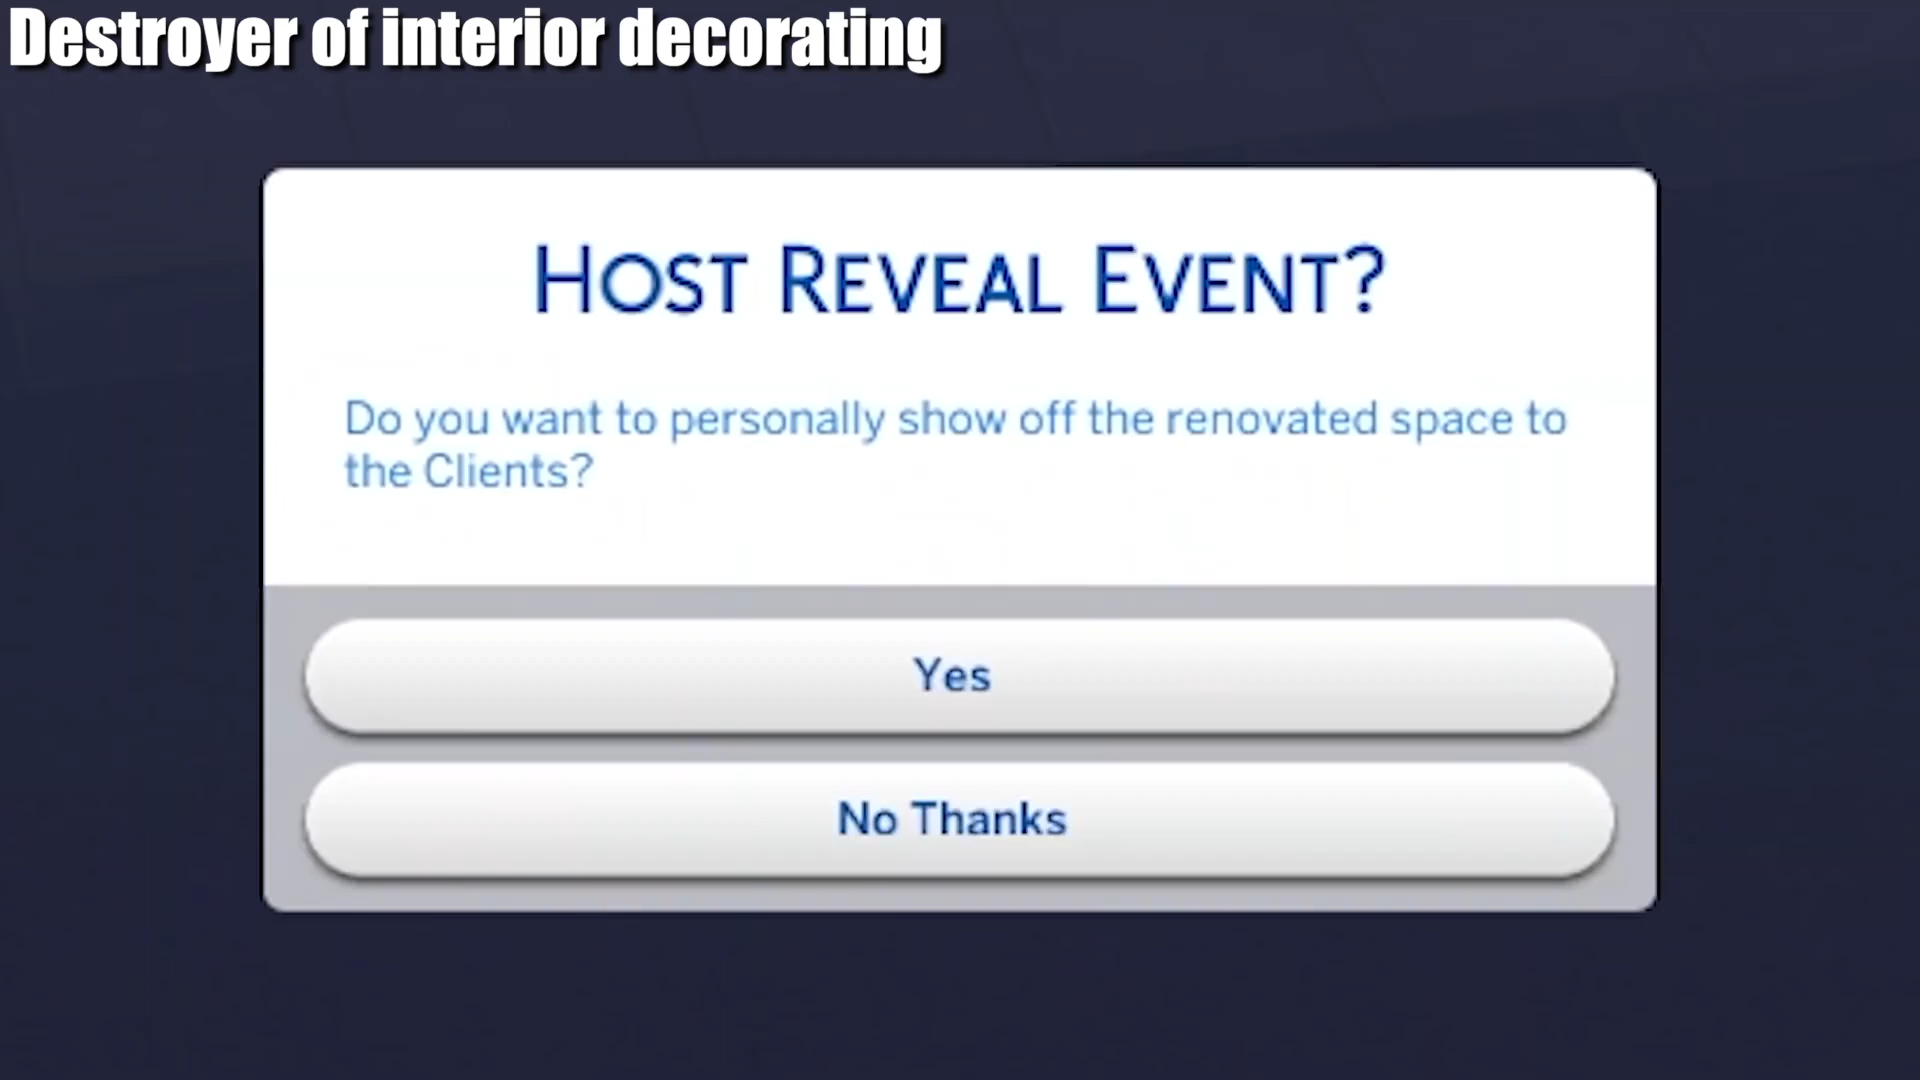 Destroyer of interior decorating
Host Reveal Event?
Do you want to personally show off the renovated space to
the Clients?
Yes
No Thanks